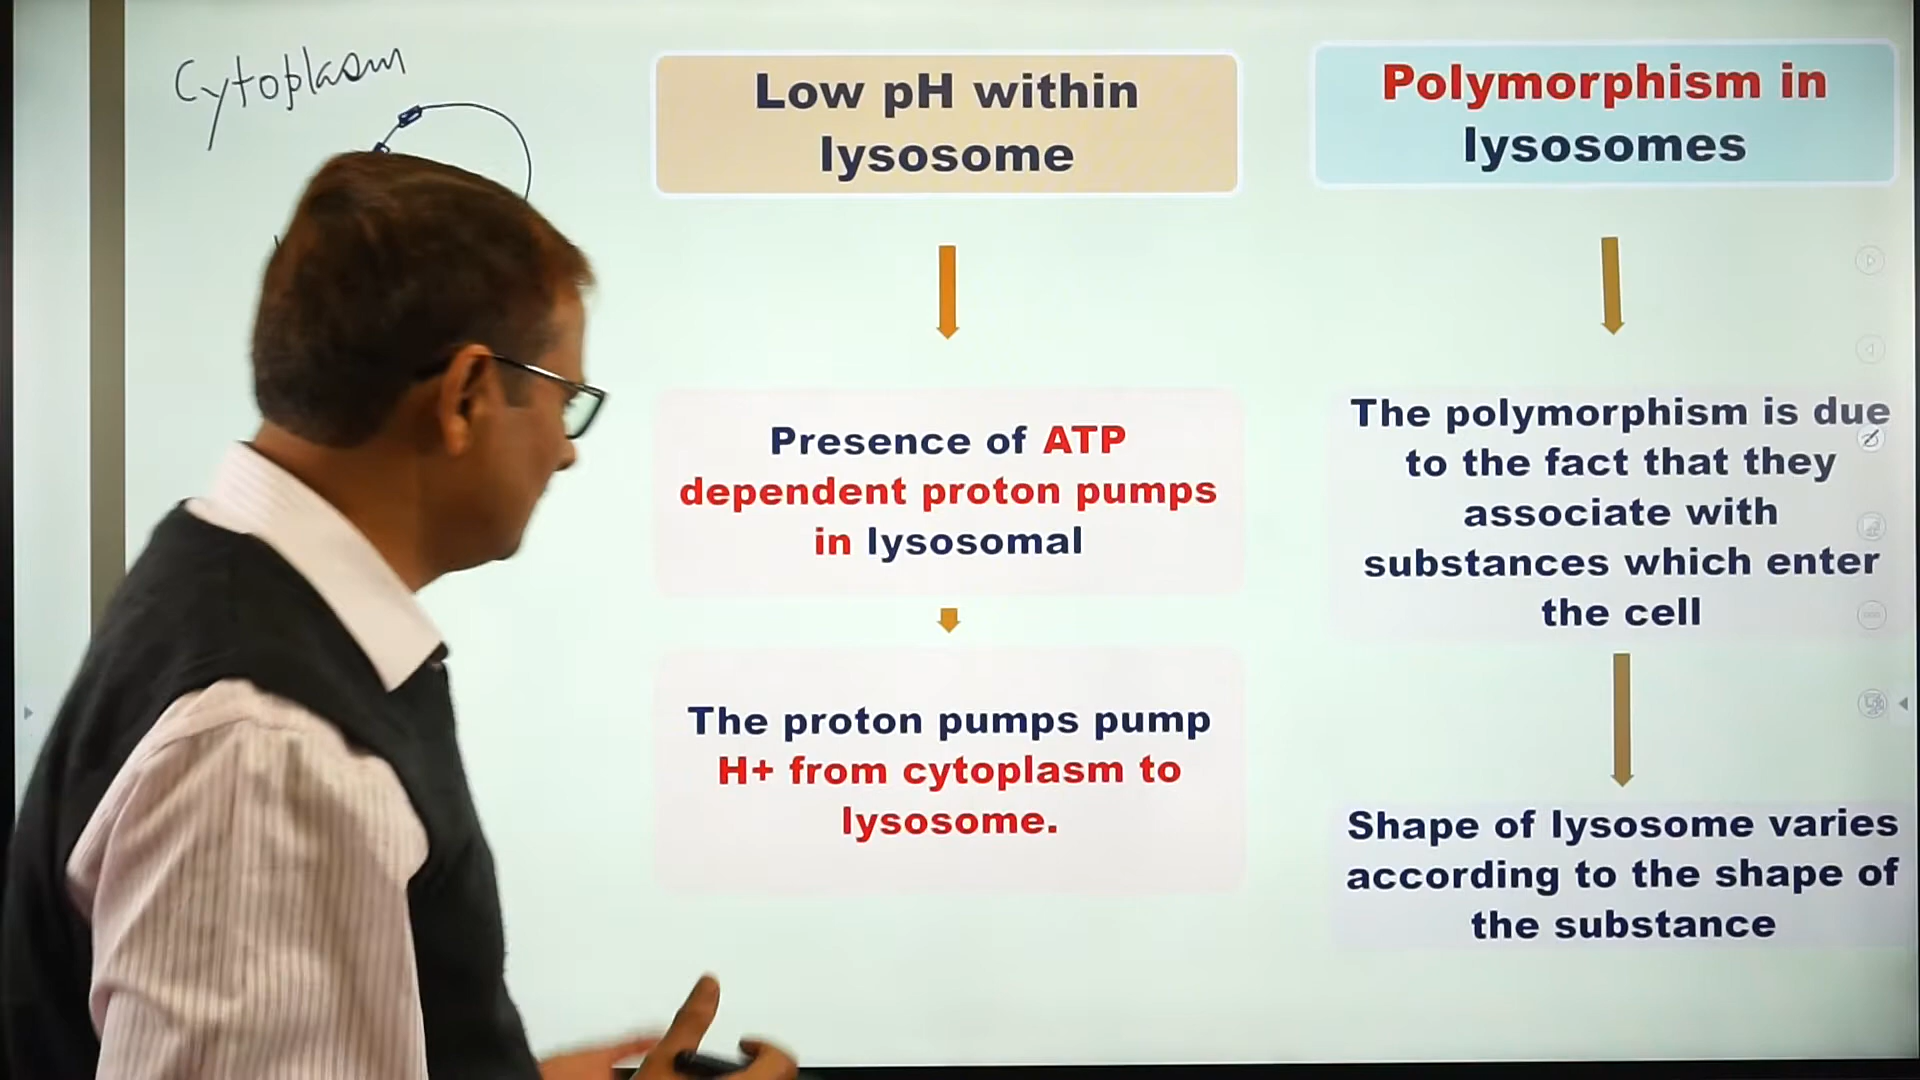 Cytoplasm
Low pH within
lysosome
Presence of ATP
dependent proton pumps
in lysosomal
The proton pumps pump
H+ from cytoplasm to
lysosome.
Polymorphism in
lysosomes
The polymorphism is due
to the fact that they
associate with
substances which enter
the cell
Shape of lysosome varies
according to the shape of
the substance